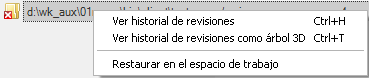 d:\wk_aux\01
Ver historial de revisiones Ctrl+H
Ver historial de revisiones como árbol 3D Ctrl+T
Restaurar en el espacio de trabajo